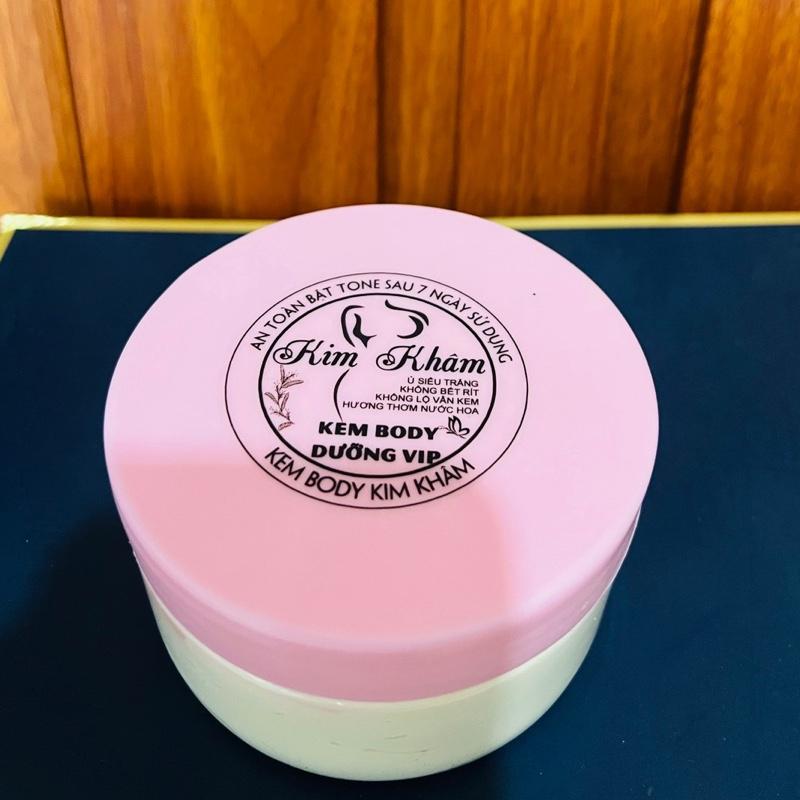 AN TOÀN BẬT TONE SAU 7 NGÀY SỬ DỤNG
Kim Khâm
Ủ SIÊU TRẮNG
KHÔNG BẾT RÍT
KHÔNG LỘ VÂN KEM
HƯƠNG THƠM NƯỚC HOA
KEM BODY
DƯỠNG VIP
KEM BODY KIM KHÂM